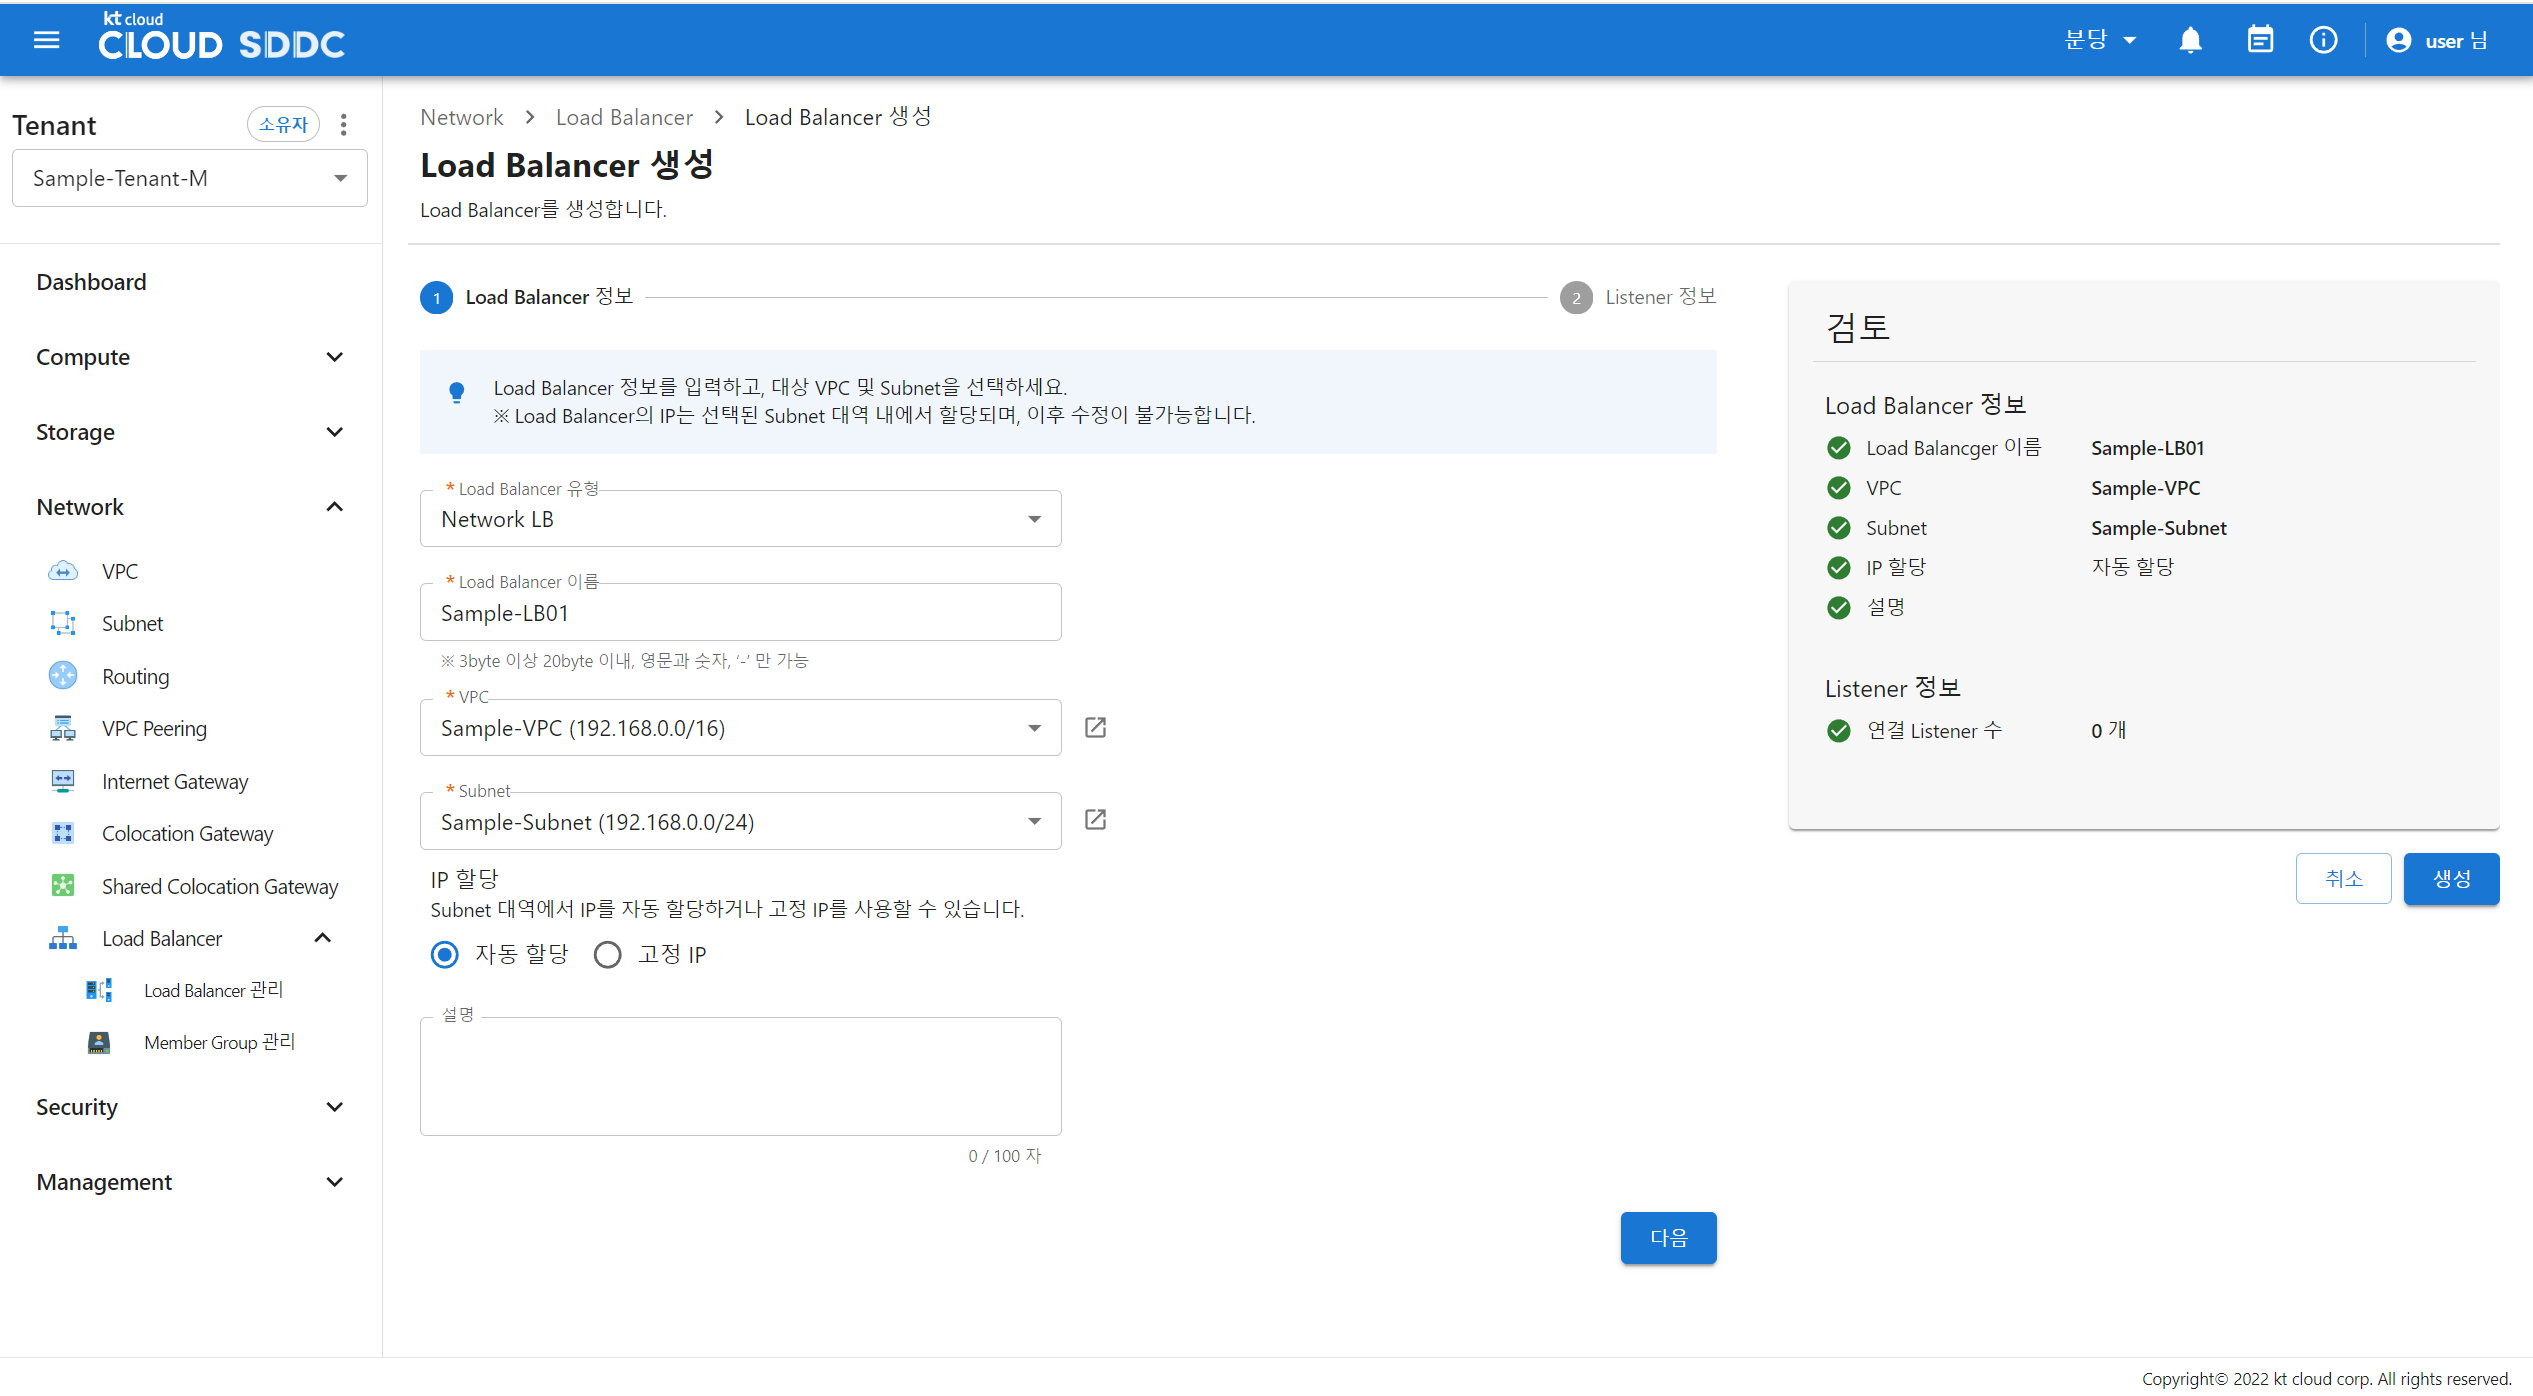 kt cloud
CLOUD SDDC
분당
user 님
Tenant
소유자
Sample-Tenant-M
Dashboard
Compute
Storage
Network
VPC
Subnet
Routing
VPC Peering
Internet Gateway
Colocation Gateway
Shared Colocation Gateway
Load Balancer
Load Balancer 관리
Member Group 관리
Security
Management
Network > Load Balancer > Load Balancer 생성
Load Balancer 생성
Load Balancer를 생성합니다.
1 Load Balancer 정보
2 Listener 정보
Load Balancer 정보를 입력하고, 대상 VPC 및 Subnet을 선택하세요.
※ Load Balancer의 IP는 선택된 Subnet 대역 내에서 할당되며, 이후 수정이 불가능합니다.
* Load Balancer 유형
Network LB
* Load Balancer 이름
Sample-LB01
※ 3byte 이상 20byte 이내, 영문과 숫자, ‘-’ 만 가능
* VPC
Sample-VPC (192.168.0.0/16)
* Subnet
Sample-Subnet (192.168.0.0/24)
IP 할당
Subnet 대역에서 IP를 자동 할당하거나 고정 IP를 사용할 수 있습니다.
자동 할당 고정 IP
설명
0 / 100 자
다음
검토
Load Balancer 정보
Load Balancger 이름 Sample-LB01
VPC Sample-VPC
Subnet Sample-Subnet
IP 할당 자동 할당
설명
Listener 정보
연결 Listener 수 0 개
취소 생성
Copyright© 2022 kt cloud corp. All rights reserved.